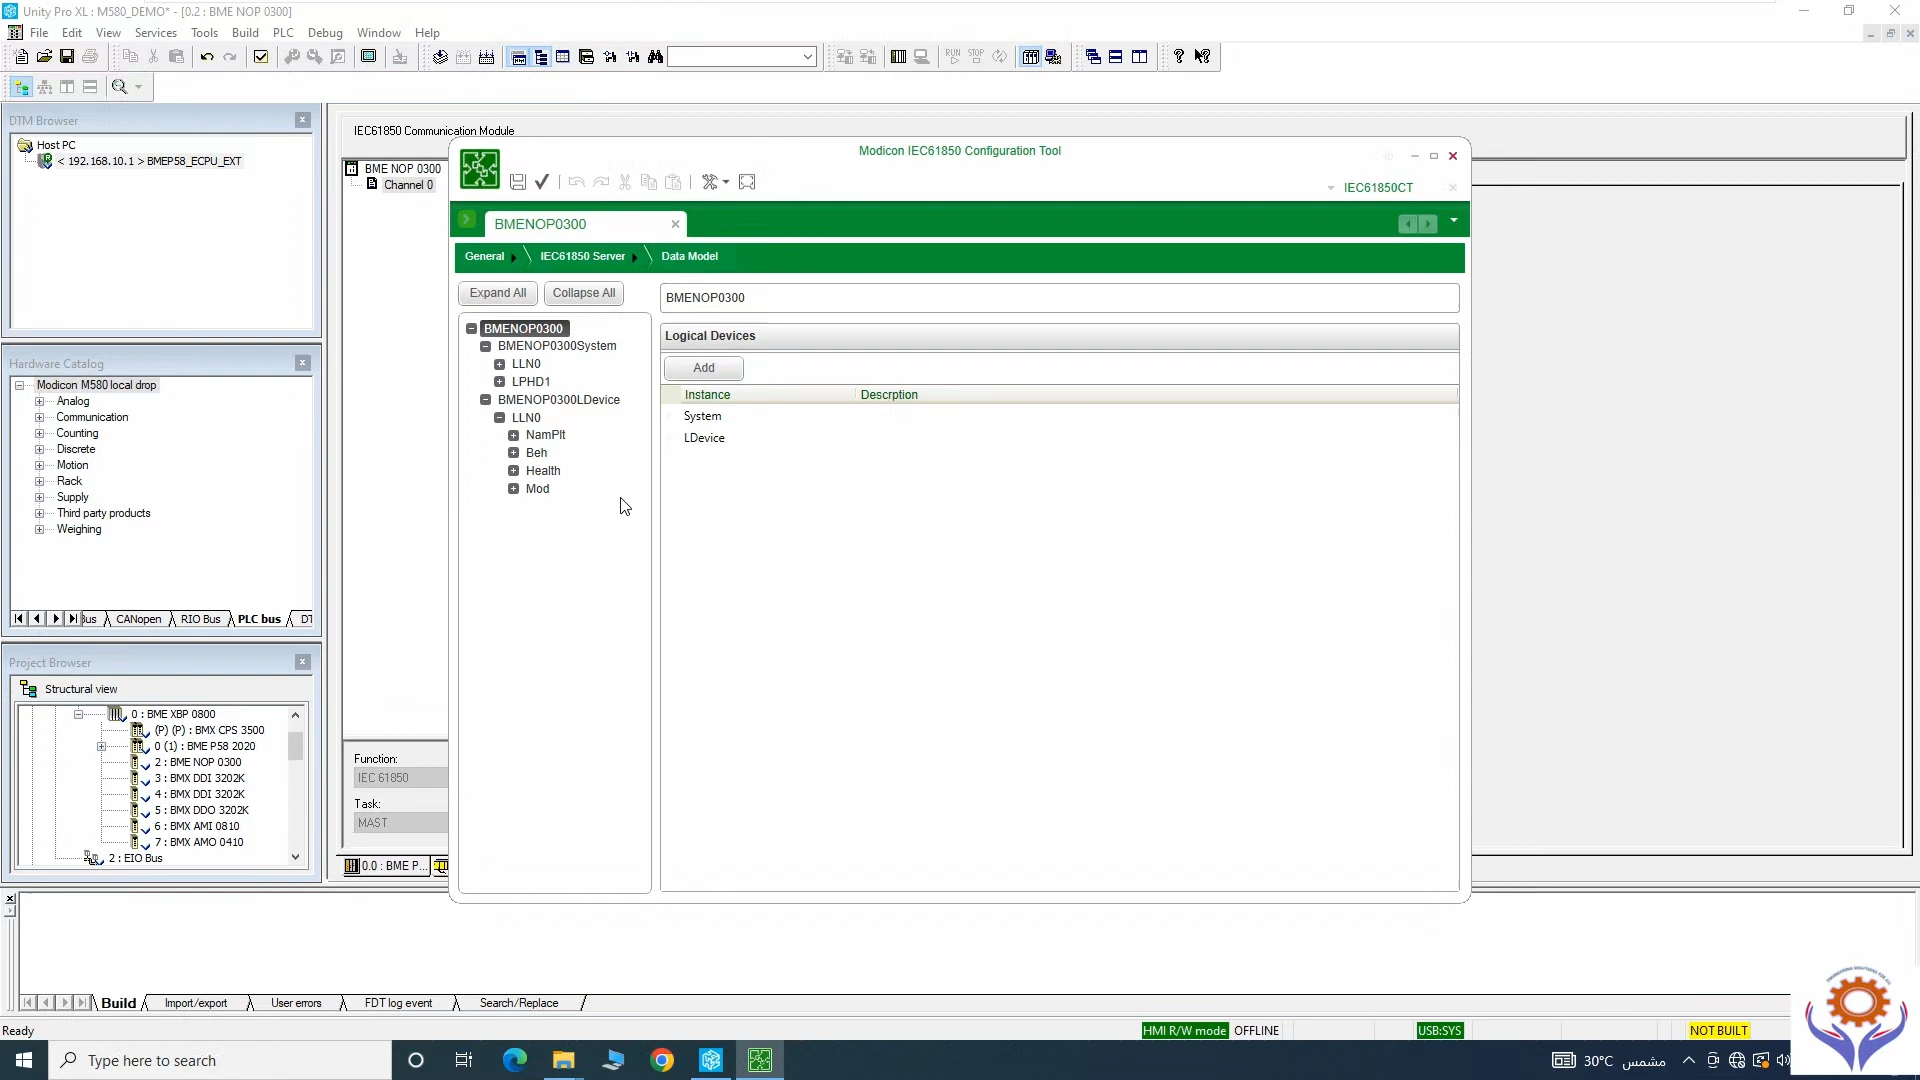 Unity Pro XL : M580_DEMO* - [0.2 : BME NOP 0300]
File Edit View Services Tools Build PLC Debug Window Help
RUN STOP
DTM Browser
Host PC
< 192.168.10.1 > BMEP58_ECPU_EXT
Hardware Catalog
Modicon M580 local drop
Analog
Communication
Counting
Discrete
Motion
Rack
Supply
Third party products
Weighing
CANopen RIO Bus PLC bus DT
Project Browser
Structural view
0 : BME XBP 0800
(P) (P) : BMX CPS 3500
0 (1) : BME P58 2020
2 : BME NOP 0300
3 : BMX DDI 3202K
4 : BMX DDI 3202K
5 : BMX DDO 3202K
6 : BMX AMI 0810
7 : BMX AMO 0410
2 : EIO Bus
IEC61850 Communication Module
BME NOP 0300
Channel 0
Function:
IEC 61850
Task:
MAST
0.0 : BME P...
Modicon IEC61850 Configuration Tool
IEC61850CT
BMENOP0300
General IEC61850 Server Data Model
Expand All Collapse All
BMENOP0300
BMENOP0300System
LLN0
LPHD1
BMENOP0300LDevice
LLN0
NamPlt
Beh
Health
Mod
BMENOP0300
Logical Devices
Add
Instance Descrption
System
LDevice
Build Import/export User errors FDT log event Search/Replace
Ready HMI R/W mode OFFLINE USB:SYS NOT BUILT
Type here to search
30°C مشمس